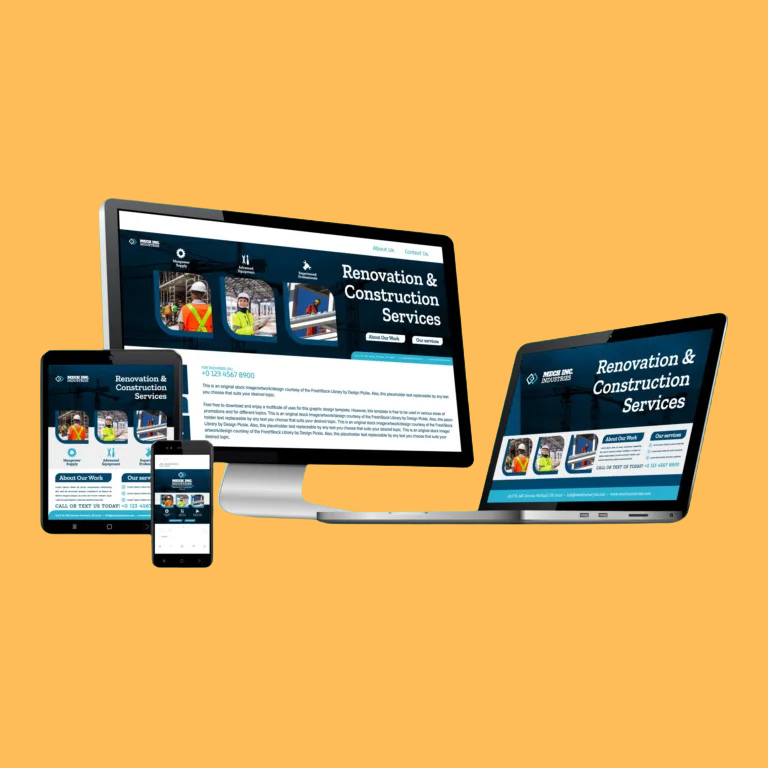 MECH INC.
INDUSTRIES
About Us
Contact Us
Manpower
Supply
Advanced
Equipment
Experienced
Professionals
Renovation &
Construction
Services
About Our Work
Our services
+0 123 4567 8900
This is an original stock image/artwork/design courtesy of the FreshStock Library by Design Pickle. Also, this placeholder text replaceable by any text
you choose that suits your desired topic.
Feel free to download and enjoy a multitude of uses for this graphic design template. However, this template is free to be used in various areas of
promotions and for different topics. This is an original stock image/artwork/design courtesy of the FreshStock Library by Design Pickle. Also, this
holder text replaceable by any text you choose that suits your desired topic. This is an original stock image/artwork/design courtesy of the FreshStock
Library by Design Pickle. Also, this placeholder text replaceable by any text you choose that suits your desired topic. This is an original stock
artwork/design courtesy of the FreshStock Library by Design Pickle. Also, this placeholder text replaceable by any text you choose that suits your
desired topic.
MECH INC.
INDUSTRIES
Renovation &
Construction
Services
Manpower
Supply
Advanced
Equipment
About Our Work
Our serv
CALL OR TEXT US TODAY! +0 123 4567
MECH INC.
INDUSTRIES
MECH INC.
INDUSTRIES
Renovation &
Construction
Services
About Our Work
Our services
CALL OR TEXT US TODAY! +0 123 4567 8900